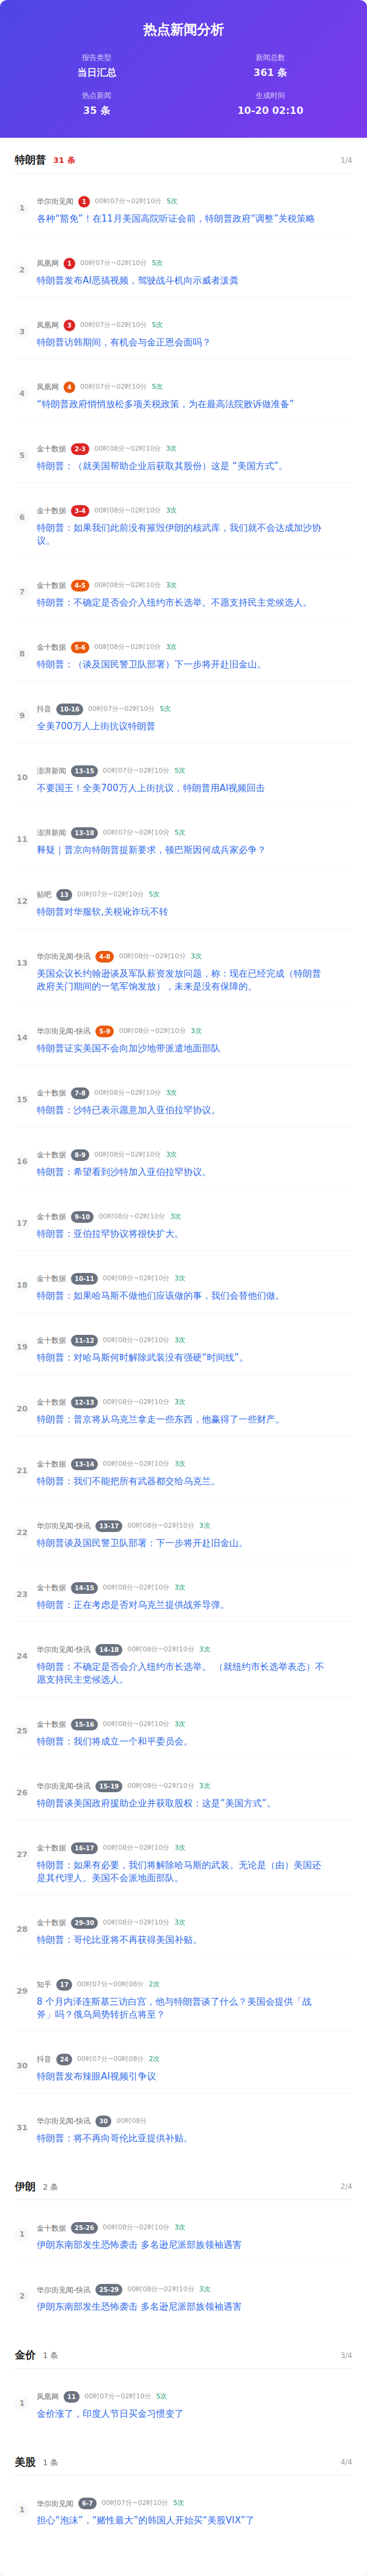 热点新闻分析
报告类型
当日汇总
新闻总数
361 条
热点新闻
35 条
生成时间
10-20 02:10
特朗普 31 条 1/4
1
华尔街见闻 1 00时07分~02时10分 5次
各种“豁免”！在11月美国高院听证会前，特朗普政府“调整”关税策略
2
凤凰网 1 00时07分~02时10分 5次
特朗普发布AI恶搞视频，驾驶战斗机向示威者泼粪
3
凤凰网 3 00时07分~02时10分 5次
特朗普访韩期间，有机会与金正恩会面吗？
4
凤凰网 4 00时07分~02时10分 5次
“特朗普政府悄悄放松多项关税政策，为在最高法院败诉做准备”
5
金十数据 2-3 00时08分~02时10分 3次
特朗普：（就美国帮助企业后获取其股份）这是 “美国方式”。
6
金十数据 3-4 00时08分~02时10分 3次
特朗普：如果我们此前没有摧毁伊朗的核武库，我们就不会达成加沙协
议。
7
金十数据 4-5 00时08分~02时10分 3次
特朗普：不确定是否会介入纽约市长选举。不愿支持民主党候选人。
8
金十数据 5-6 00时08分~02时10分 3次
特朗普：（谈及国民警卫队部署）下一步将开赴旧金山。
9
抖音 10-16 00时07分~02时10分 5次
全美700万人上街抗议特朗普
10
澎湃新闻 13-15 00时07分~02时10分 5次
不要国王！全美700万人上街抗议，特朗普用AI视频回击
11
澎湃新闻 13-18 00时07分~02时10分 5次
释疑｜普京向特朗普提新要求，顿巴斯因何成兵家必争？
12
贴吧 13 00时07分~02时10分 5次
特朗普对华服软,关税讹诈玩不转
13
华尔街见闻-快讯 4-8 00时08分~02时10分 3次
美国众议长约翰逊谈及军队薪资发放问题，称：现在已经完成（特朗普
政府关门期间的一笔军饷发放），未来是没有保障的。
14
华尔街见闻-快讯 5-9 00时08分~02时10分 3次
特朗普证实美国不会向加沙地带派遣地面部队
15
金十数据 7-8 00时08分~02时10分 3次
特朗普：沙特已表示愿意加入亚伯拉罕协议。
16
金十数据 8-9 00时08分~02时10分 3次
特朗普：希望看到沙特加入亚伯拉罕协议。
17
金十数据 9-10 00时08分~02时10分 3次
特朗普：亚伯拉罕协议将很快扩大。
18
金十数据 10-11 00时08分~02时10分 3次
特朗普：如果哈马斯不做他们应该做的事，我们会替他们做。
19
金十数据 11-12 00时08分~02时10分 3次
特朗普：对哈马斯何时解除武装没有强硬“时间线”。
20
金十数据 12-13 00时08分~02时10分 3次
特朗普：普京将从乌克兰拿走一些东西，他赢得了一些财产。
21
金十数据 13-14 00时08分~02时10分 3次
特朗普：我们不能把所有武器都交给乌克兰。
22
华尔街见闻-快讯 13-17 00时08分~02时10分 3次
特朗普谈及国民警卫队部署：下一步将开赴旧金山。
23
金十数据 14-15 00时08分~02时10分 3次
特朗普：正在考虑是否对乌克兰提供战斧导弹。
24
华尔街见闻-快讯 14-18 00时08分~02时10分 3次
特朗普：不确定是否会介入纽约市长选举。 （就纽约市长选举表态）不
愿支持民主党候选人。
25
金十数据 15-16 00时08分~02时10分 3次
特朗普：我们将成立一个和平委员会。
26
华尔街见闻-快讯 15-19 00时08分~02时10分 3次
特朗普谈美国政府援助企业并获取股权：这是”美国方式”。
27
金十数据 16-17 00时08分~02时10分 3次
特朗普：如果有必要，我们将解除哈马斯的武装。无论是（由）美国还
是其代理人。美国不会派地面部队。
28
金十数据 29-30 00时08分~02时10分 3次
特朗普：哥伦比亚将不再获得美国补贴。
29
知乎 17 00时07分~00时08分 2次
8 个月内泽连斯基三访白宫，他与特朗普谈了什么？美国会提供「战
斧」吗？俄乌局势转折点将至？
30
抖音 24 00时07分~00时08分 2次
特朗普发布辣眼AI视频引争议
31
华尔街见闻-快讯 30 00时08分
特朗普：将不再向哥伦比亚提供补贴。
伊朗 2 条 2/4
1
金十数据 25-26 00时08分~02时10分 3次
伊朗东南部发生恐怖袭击 多名逊尼派部族领袖遇害
2
华尔街见闻-快讯 25-29 00时08分~02时10分 3次
伊朗东南部发生恐怖袭击 多名逊尼派部族领袖遇害
金价 1 条 3/4
1
凤凰网 11 00时07分~02时10分 5次
金价涨了，印度人节日买金习惯变了
美股 1 条 4/4
1
华尔街见闻 6-7 00时07分~02时10分 5次
担心“泡沫”，“赌性最大”的韩国人开始买“美股VIX”了